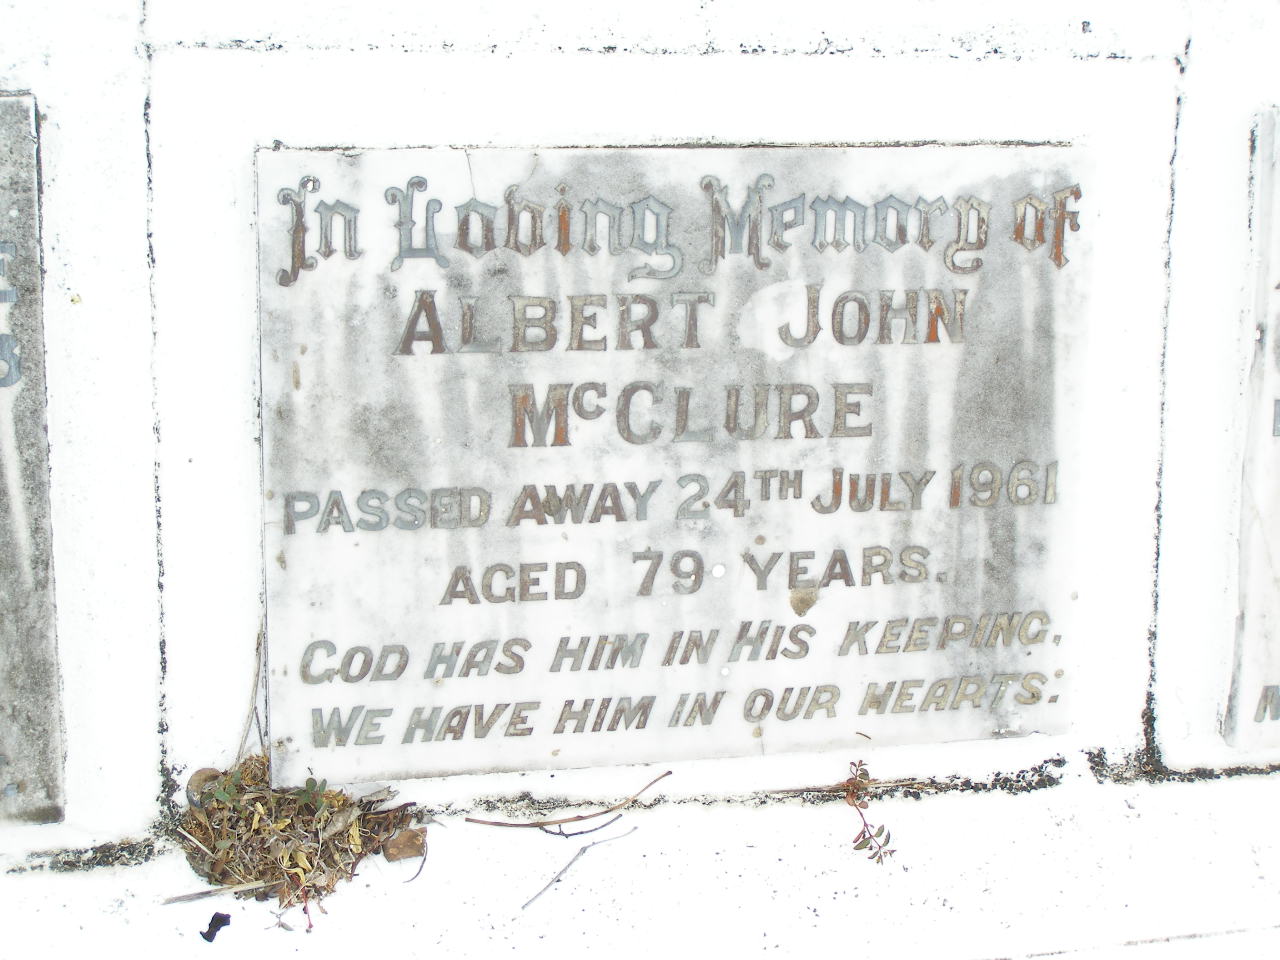 In Loving Memory of
ALBERT JOHN
McCLURE
PASSED AWAY 24TH JULY 1961
AGED 79 YEARS.
GOD HAS HIM IN HIS KEEPING,
WE HAVE HIM IN OUR HEARTS.